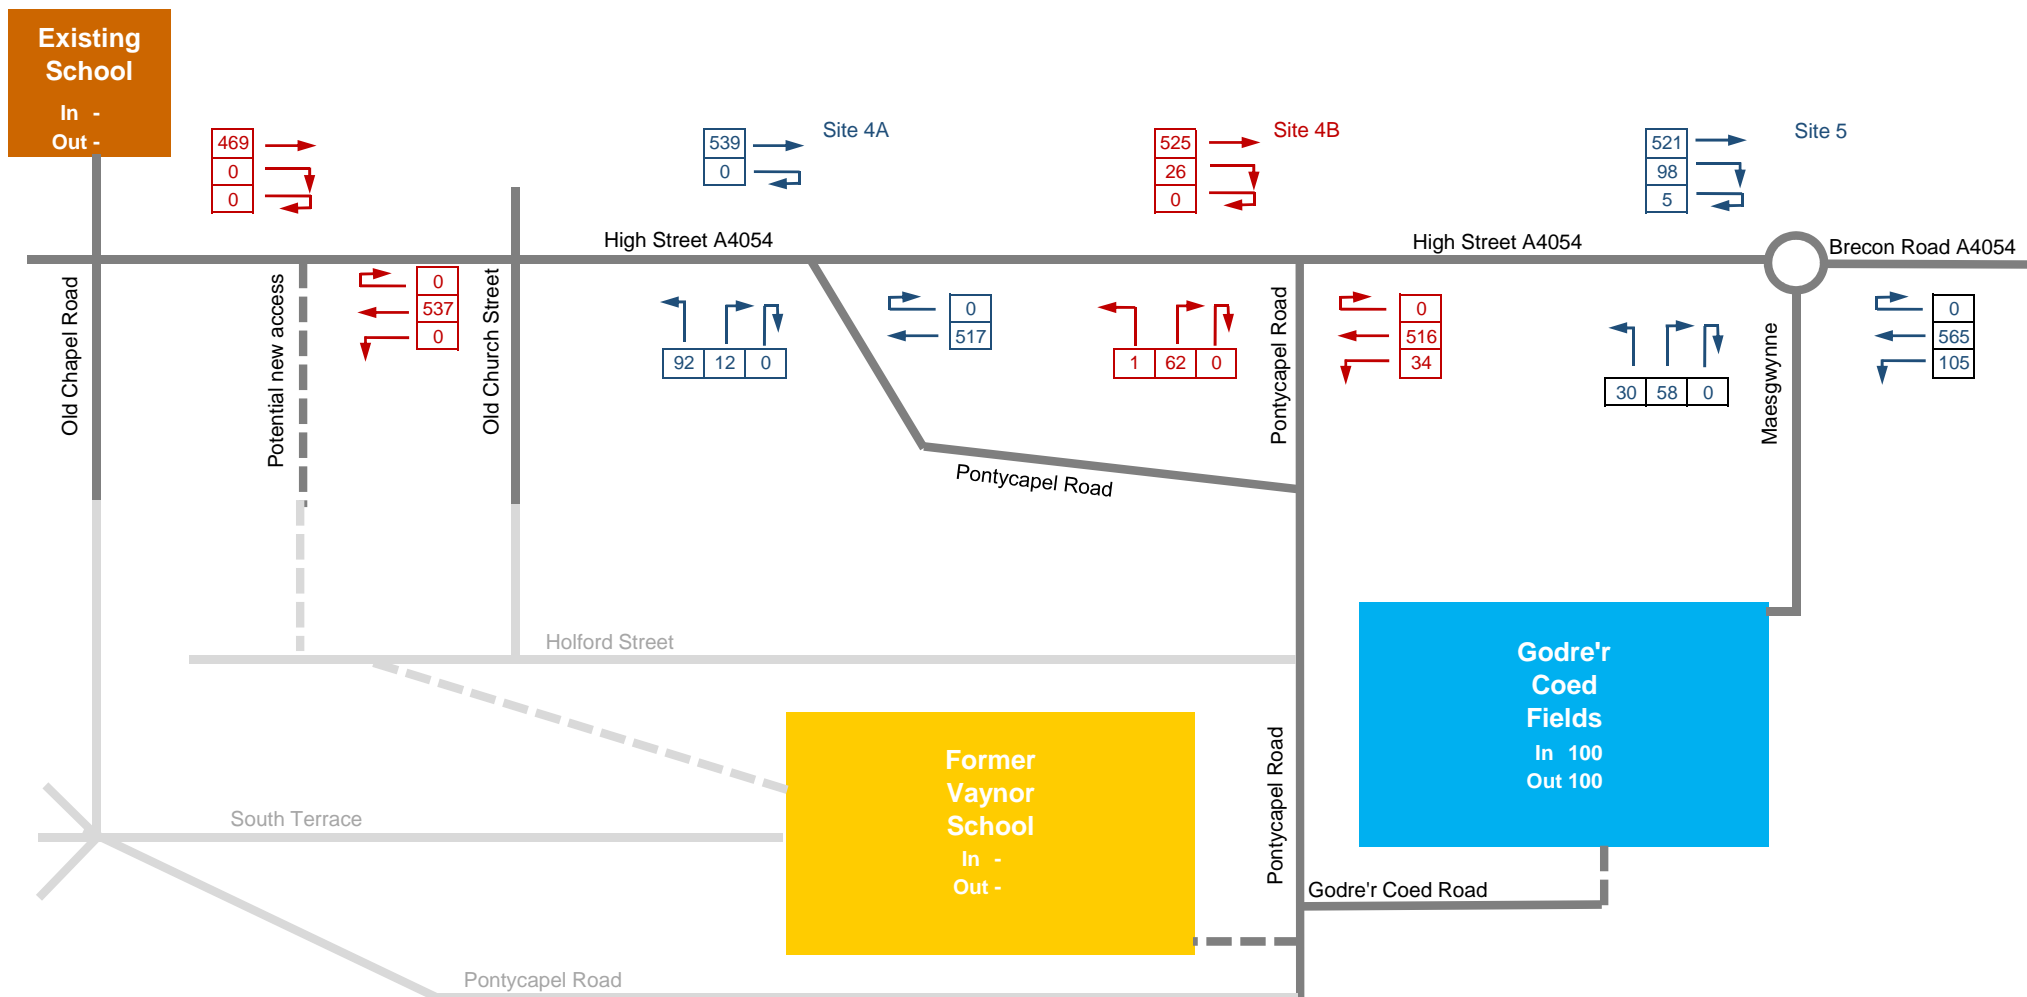 Existing
School
In -
Out -
469
0
0
539
0
Site 4A
525
26
0
Site 4B
521
98
5
Site 5
High Street A4054
High Street A4054
Brecon Road A4054
Old Chapel Road
Potential new access
0
537
0
Old Church Street
92 12 0
0
517
1 62 0
Pontycapel Road
0
516
34
30 58 0
Maesgwynne
0
565
105
Pontycapel Road
Holford Street
Godre'r
Coed
Fields
In 100
Out 100
Former
Vaynor
School
In -
Out -
Pontycapel Road
South Terrace
Godre'r Coed Road
Pontycapel Road